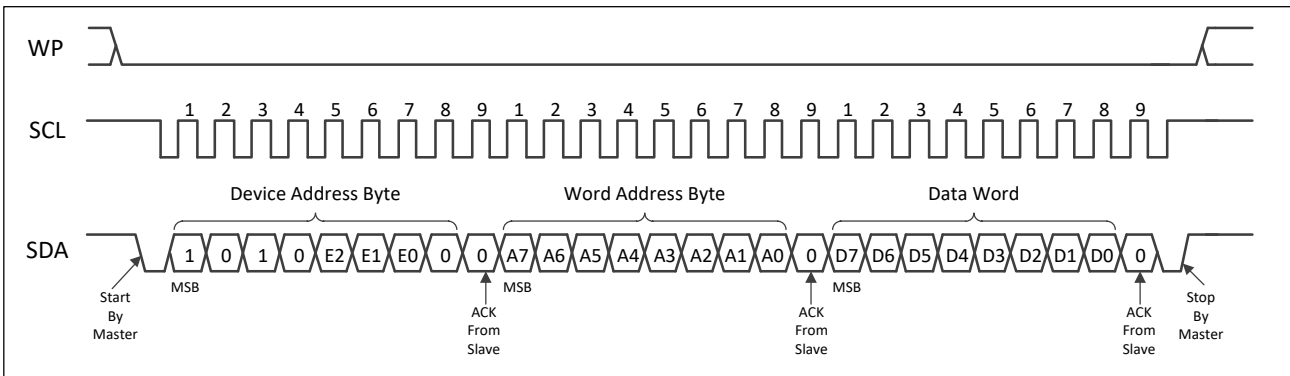 WP
1 2 3 4 5 6 7 8 9 1 2 3 4 5 6 7 8 9 1 2 3 4 5 6 7 8 9
SCL
Device Address Byte Word Address Byte Data Word
SDA 1 0 1 0 E2 E1 E0 0 0 A7 A6 A5 A4 A3 A2 A1 A0 0 D7 D6 D5 D4 D3 D2 D1 D0 0
MSB MSB MSB
Start
By
Master
ACK
From
Slave
ACK
From
Slave
ACK
From
Slave
Stop
By
Master